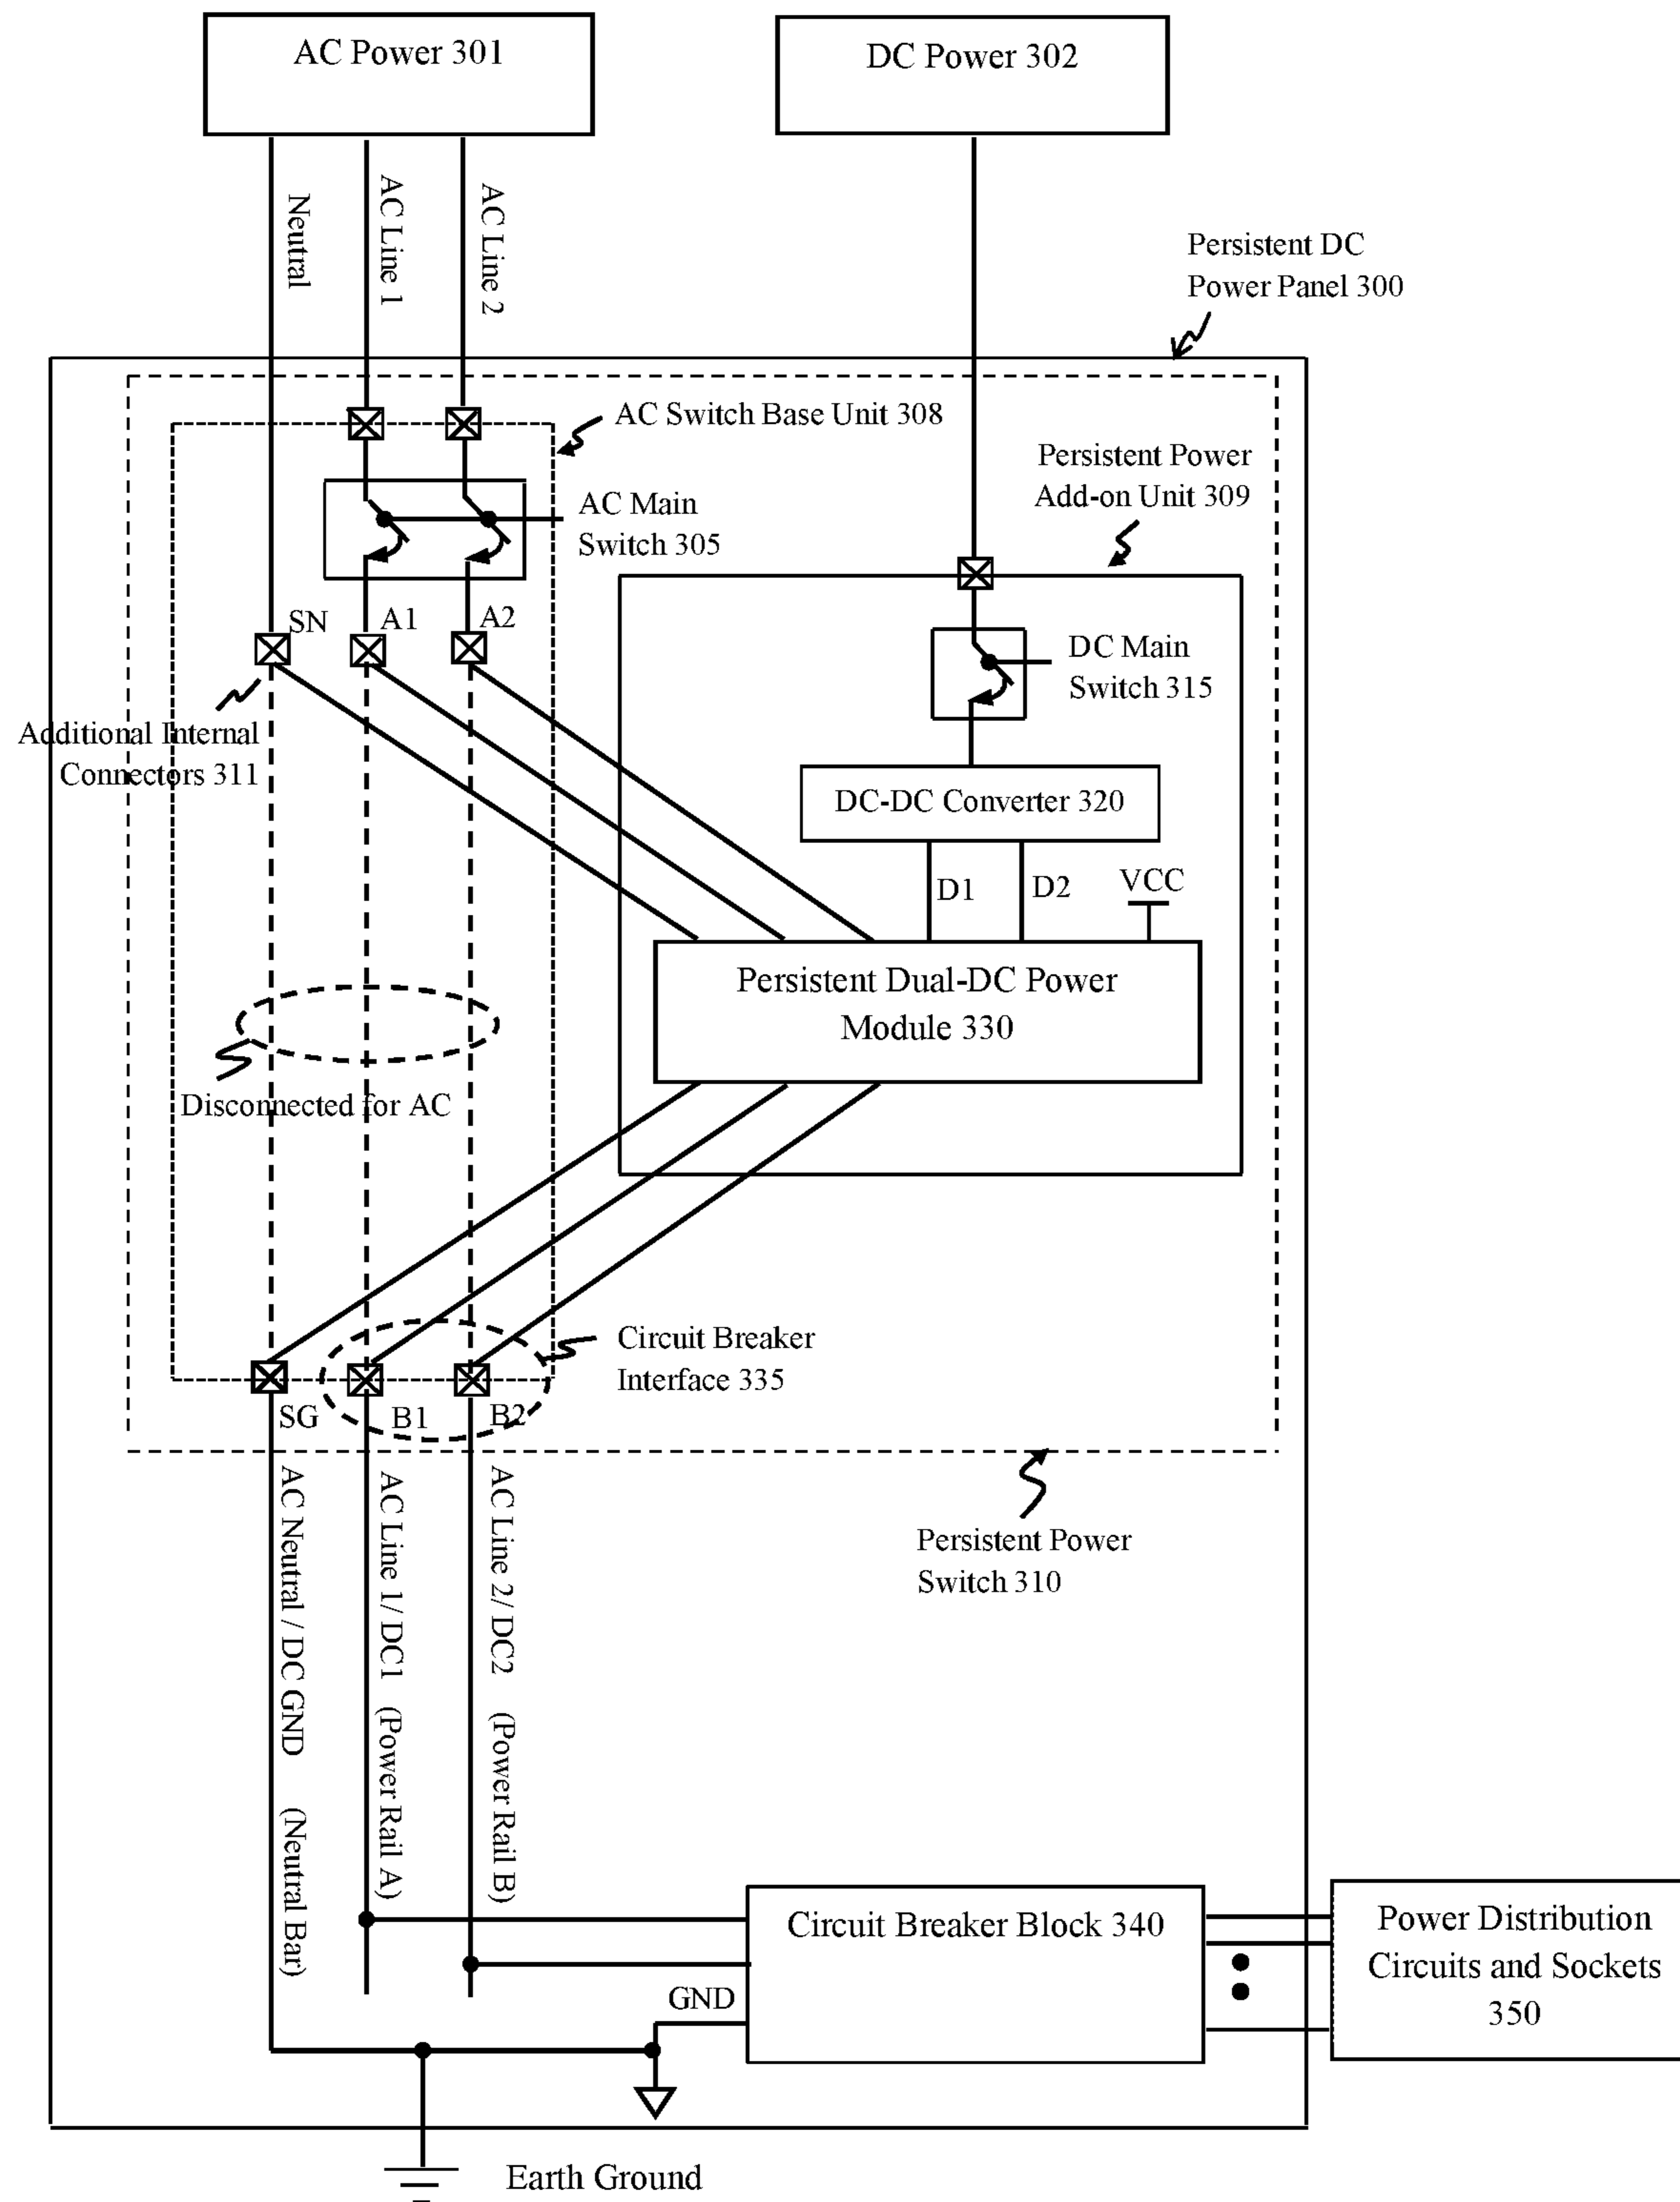 AC Power 301
DC Power 302
Neutral
AC Line 1
AC Line 2
Persistent DC
Power Panel 300
AC Switch Base Unit 308
Persistent Power
Add-on Unit 309
AC Main
Switch 305
SN
A1
A2
DC Main
Switch 315
Additional Internal
Connectors 311
DC-DC Converter 320
D1
D2
VCC
Persistent Dual-DC Power
Module 330
Disconnected for AC
Circuit Breaker
Interface 335
SG
B1
B2
AC Neutral / DC GND (Neutral Bar)
AC Line 1/ DC1 (Power Rail A)
AC Line 2/ DC2 (Power Rail B)
Persistent Power
Switch 310
Circuit Breaker Block 340
GND
Power Distribution
Circuits and Sockets
350
Earth Ground